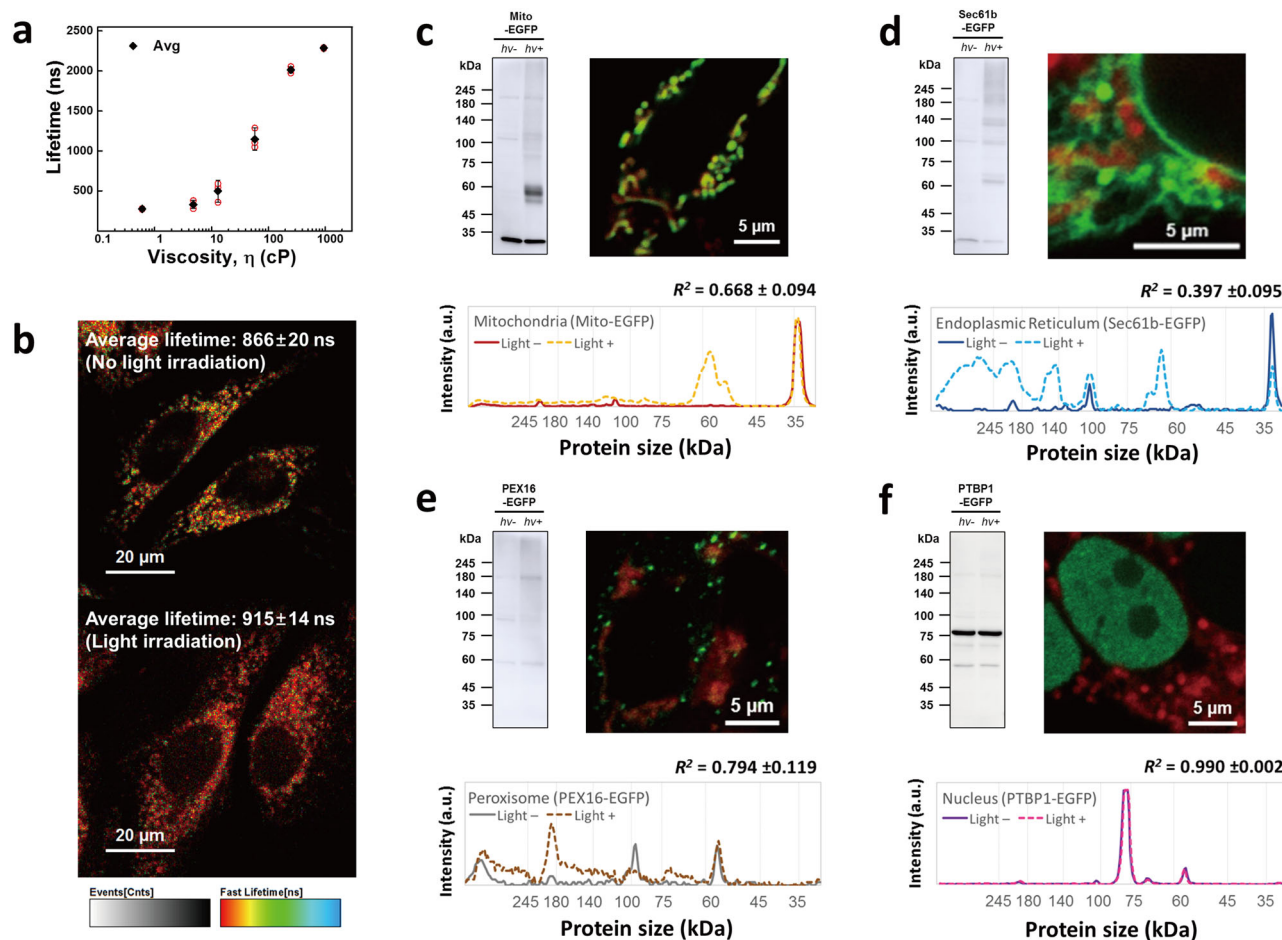 a
2500
2000
1500
1000
500
Avg
Lifetime (ns)
0.1 1 10 100 1000
Viscosity, η (cP)
b
Average lifetime: 866±20 ns
(No light irradiation)
20 µm
Average lifetime: 915±14 ns
(Light irradiation)
20 µm
Events[Cnts]
Fast Lifetime[ns]
c
Mito
-EGFP
hv- hv+
kDa
245
180
140
100
75
60
45
35
5 µm
R² = 0.668 ± 0.094
Intensity (a.u.)
Mitochondria (Mito-EGFP)
Light – Light +
245 180 140 100 75 60 45 35
Protein size (kDa)
d
Sec61b
-EGFP
hv- hv+
kDa
245
180
140
100
75
60
45
35
5 µm
R² = 0.397 ±0.095
Intensity (a.u.)
Endoplasmic Reticulum (Sec61b-EGFP)
Light – Light +
245 180 140 100 75 60 45 35
Protein size (kDa)
e
PEX16
-EGFP
hv- hv+
kDa
245
180
140
100
75
60
45
35
5 µm
R² = 0.794 ±0.119
Intensity (a.u.)
Peroxisome (PEX16-EGFP)
Light – Light +
245 180 140 100 75 60 45 35
Protein size (kDa)
f
PTBP1
-EGFP
hv- hv+
kDa
245
180
140
100
75
60
45
35
5 µm
R² = 0.990 ±0.002
Intensity (a.u.)
Nucleus (PTBP1-EGFP)
Light – Light +
245 180 140 100 75 60 45 35
Protein size (kDa)